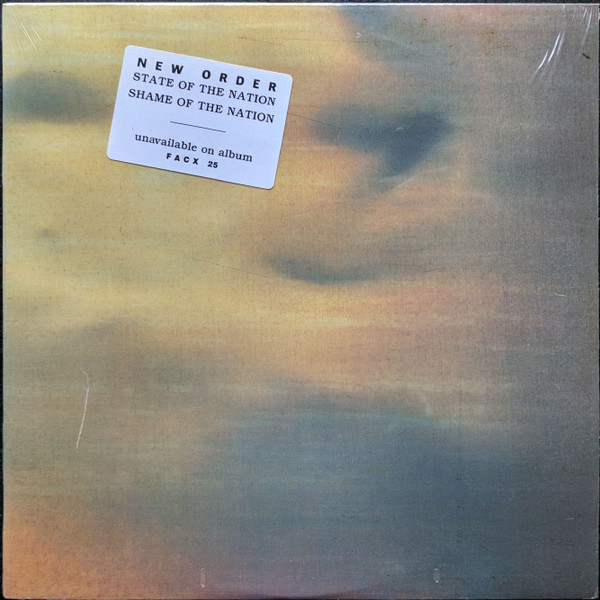 NEW ORDER
STATE OF THE NATION
SHAME OF THE NATION
unavailable on album
FACX 25